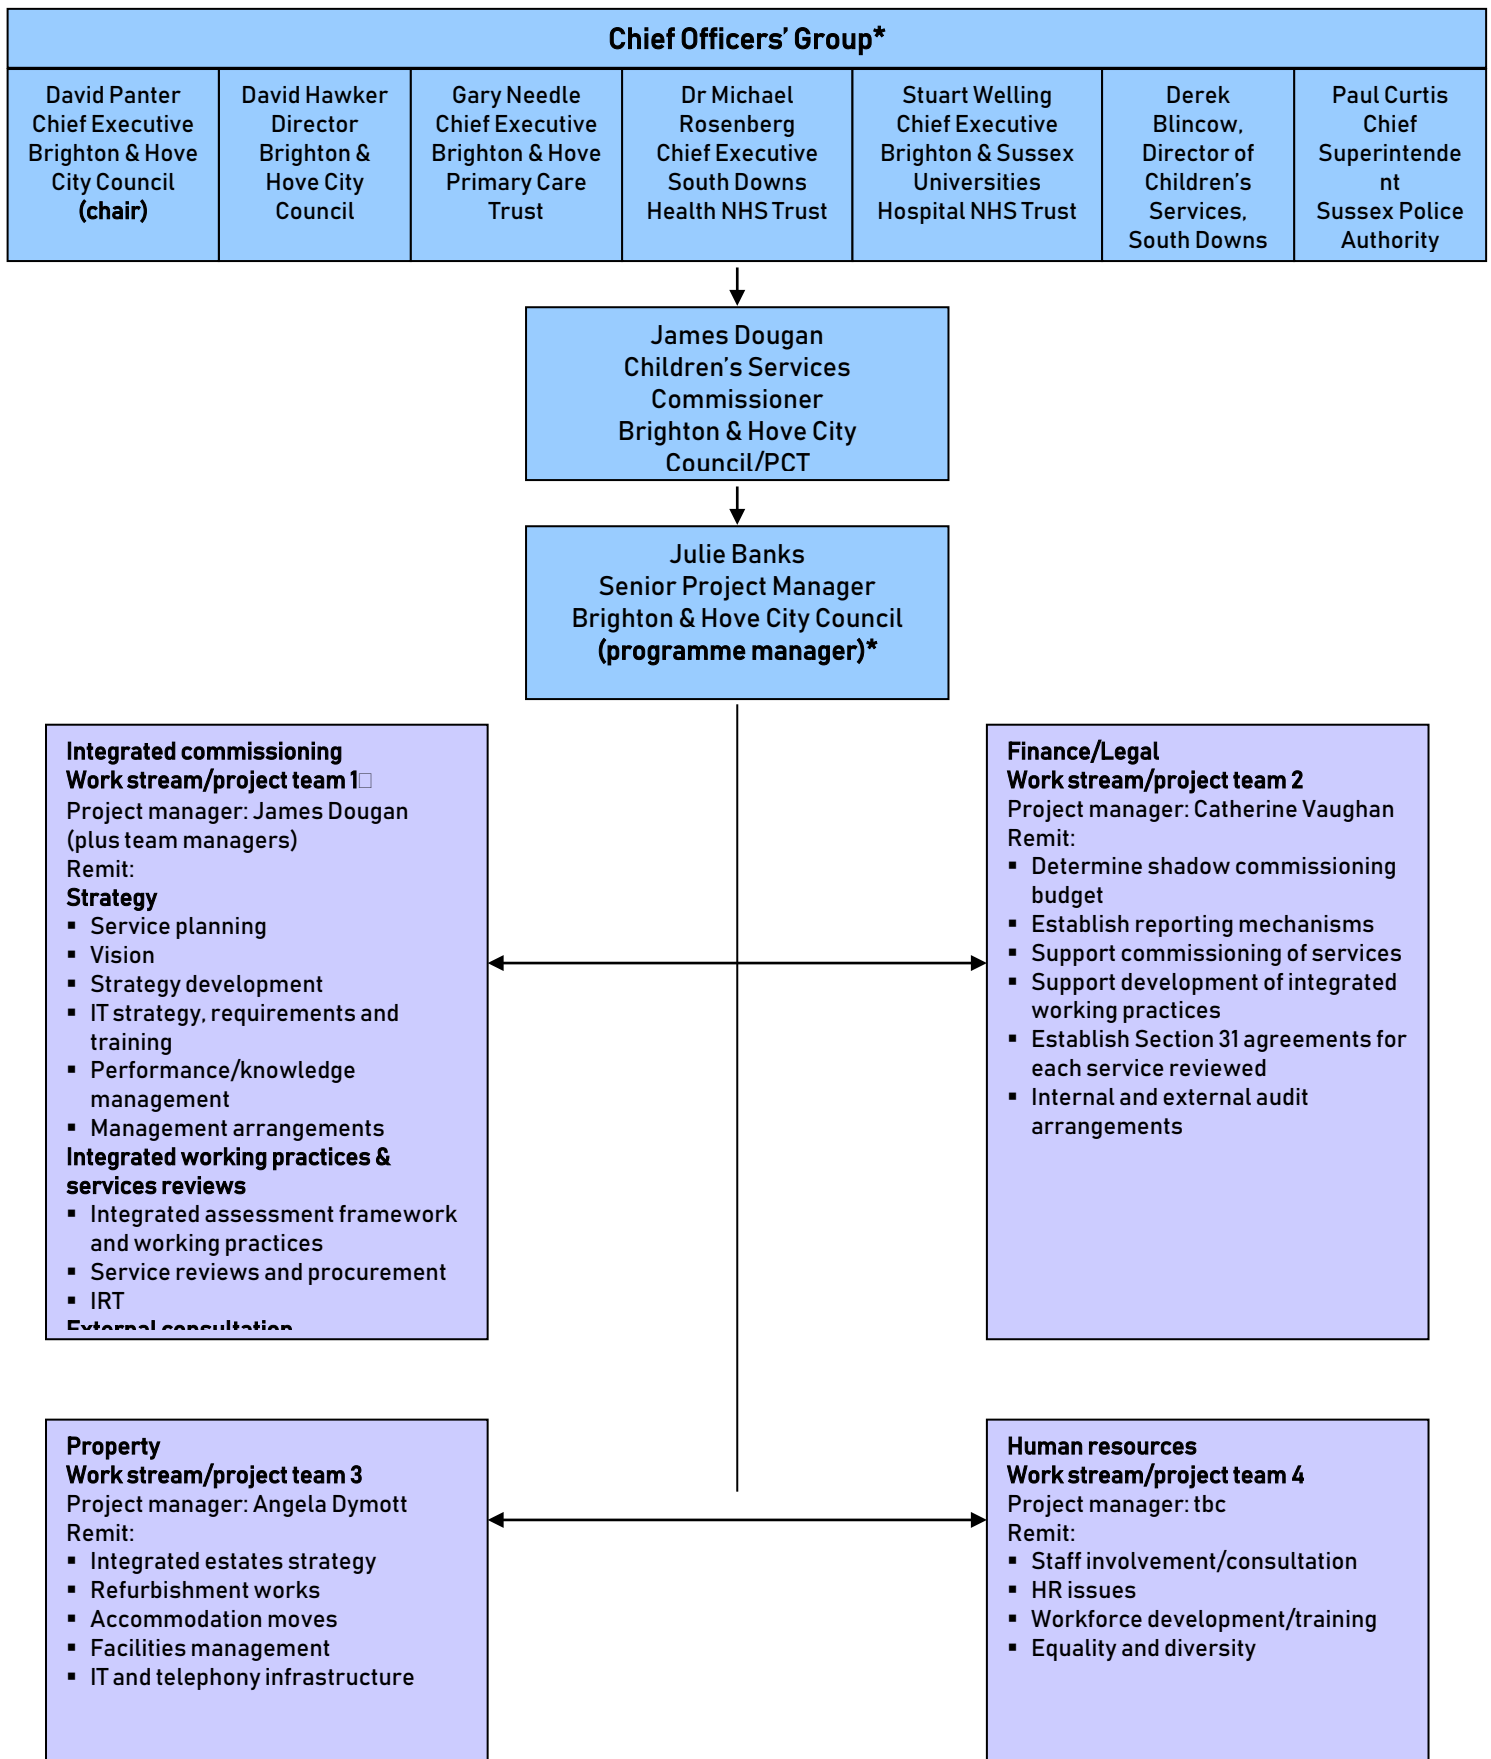 Chief Officers' Group*
David Panter
Chief Executive
Brighton & Hove
City Council
(chair)
David Hawker
Director
Brighton &
Hove City
Council
Gary Needle
Chief Executive
Brighton & Hove
Primary Care
Trust
Dr Michael
Rosenberg
Chief Executive
South Downs
Health NHS Trust
Stuart Welling
Chief Executive
Brighton & Sussex
Universities
Hospital NHS Trust
Derek
Blincow,
Director of
Children's
Services,
South Downs
Paul Curtis
Chief
Superintende
nt
Sussex Police
Authority
James Dougan
Children's Services
Commissioner
Brighton & Hove City
Council/PCT
Julie Banks
Senior Project Manager
Brighton & Hove City Council
(programme manager)*
Integrated commissioning
Work stream/project team 1
Project manager: James Dougan
(plus team managers)
Remit:
Strategy
▪ Service planning
▪ Vision
▪ Strategy development
▪ IT strategy, requirements and
training
▪ Performance/knowledge
management
▪ Management arrangements
Integrated working practices &
services reviews
▪ Integrated assessment framework
and working practices
▪ Service reviews and procurement
▪ IRT
External consultation
Finance/Legal
Work stream/project team 2
Project manager: Catherine Vaughan
Remit:
▪ Determine shadow commissioning
budget
▪ Establish reporting mechanisms
▪ Support commissioning of services
▪ Support development of integrated
working practices
▪ Establish Section 31 agreements for
each service reviewed
▪ Internal and external audit
arrangements
Property
Work stream/project team 3
Project manager: Angela Dymott
Remit:
▪ Integrated estates strategy
▪ Refurbishment works
▪ Accommodation moves
▪ Facilities management
▪ IT and telephony infrastructure
Human resources
Work stream/project team 4
Project manager: tbc
Remit:
▪ Staff involvement/consultation
▪ HR issues
▪ Workforce development/training
▪ Equality and diversity